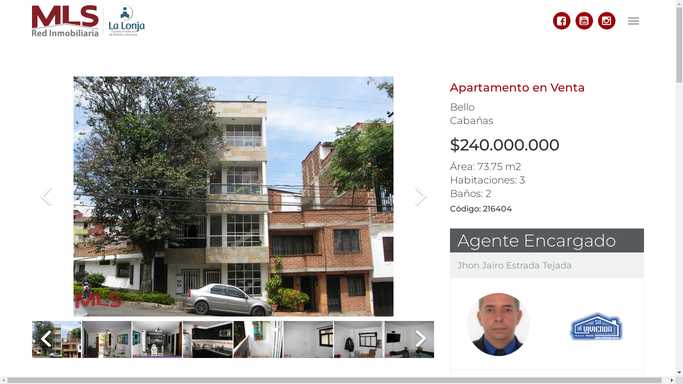 MLS
Red Inmobiliaria
La Lonja
Apartamento en Venta
Bello
Cabañas
$240.000.000
Área: 73.75 m2
Habitaciones: 3
Baños: 2
Código: 216404
Agente Encargado
Jhon Jairo Estrada Tejada
MLS
VIVIENDA